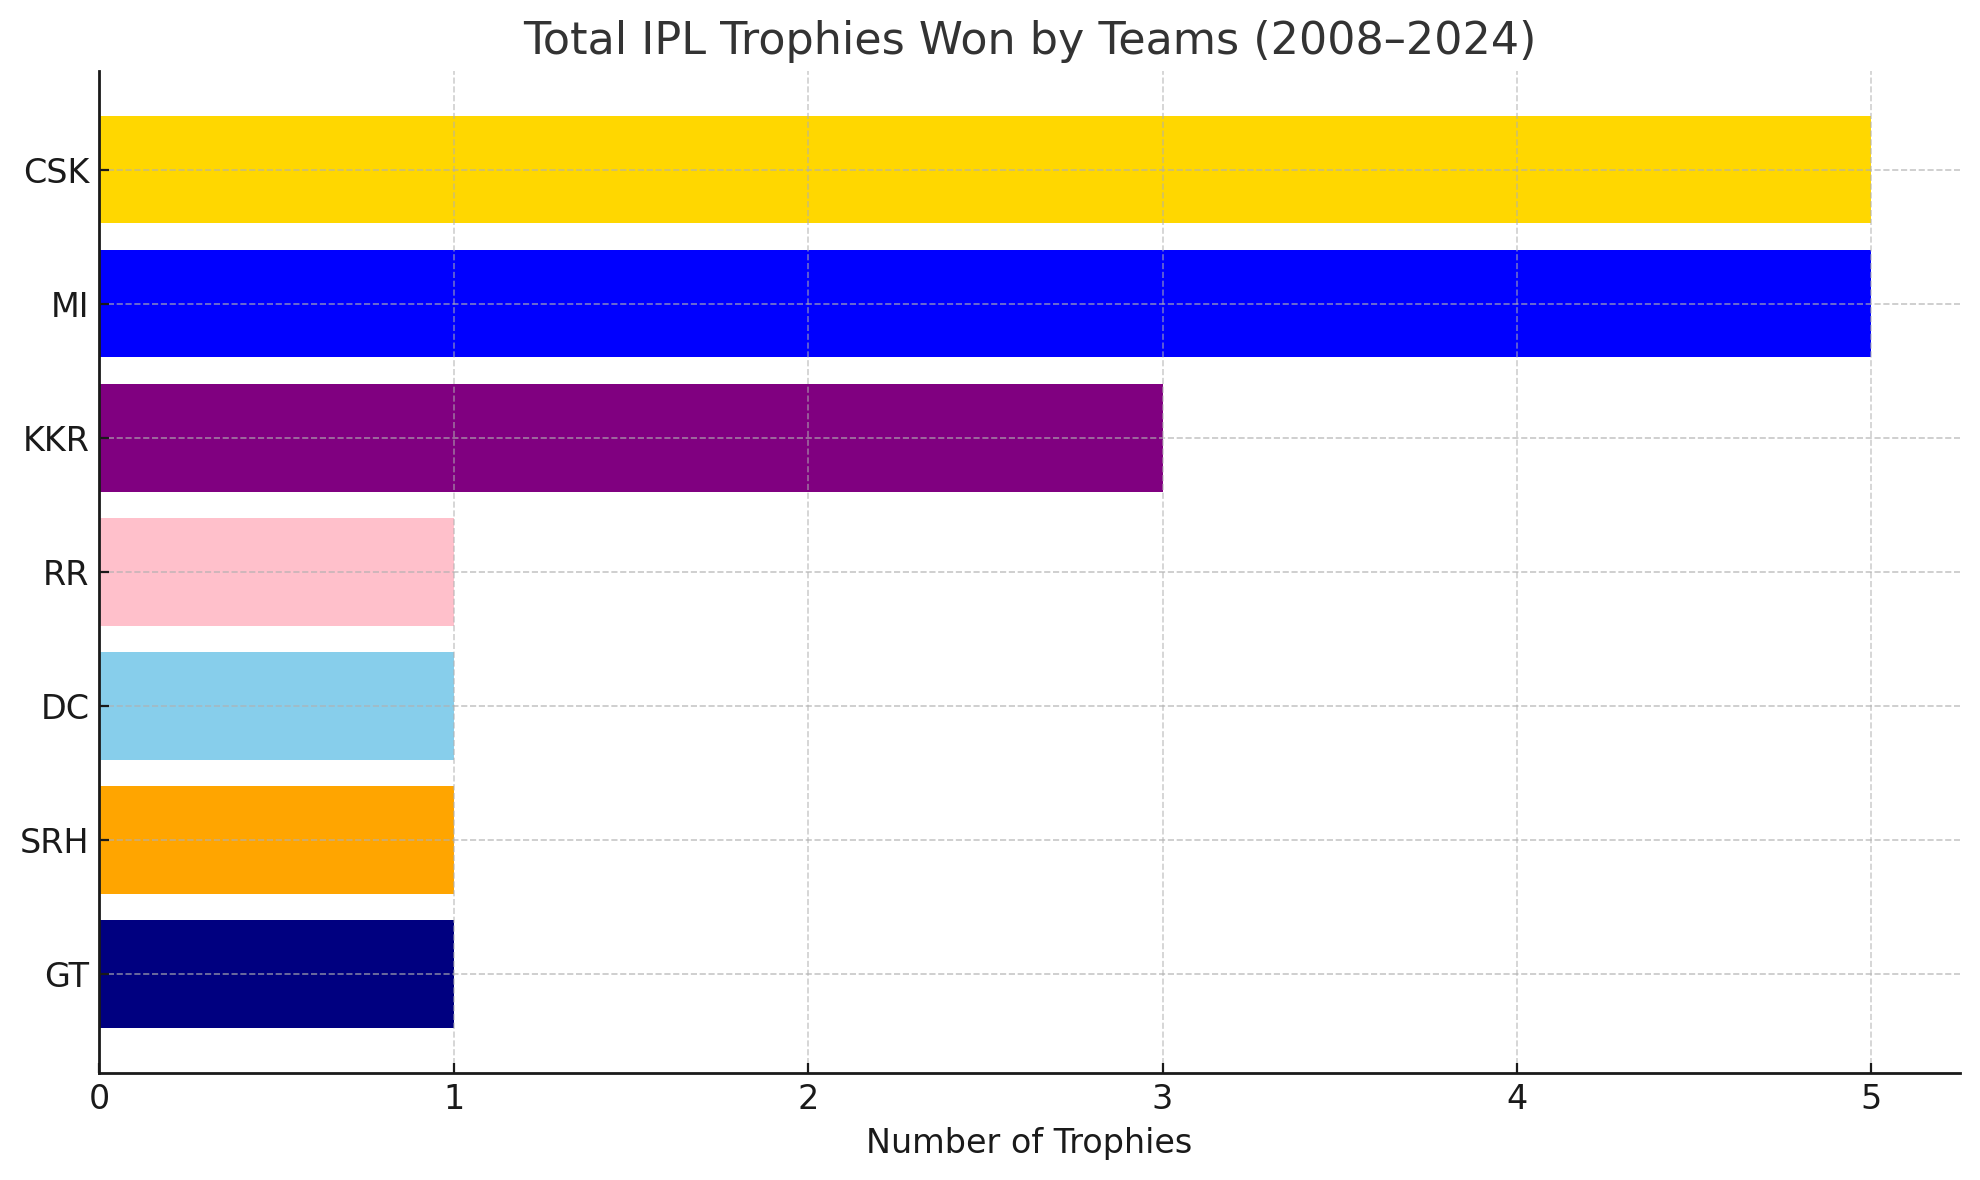 Total IPL Trophies Won by Teams (2008–2024)
CSK
MI
KKR
RR
DC
SRH
GT
0 1 2 3 4 5
Number of Trophies